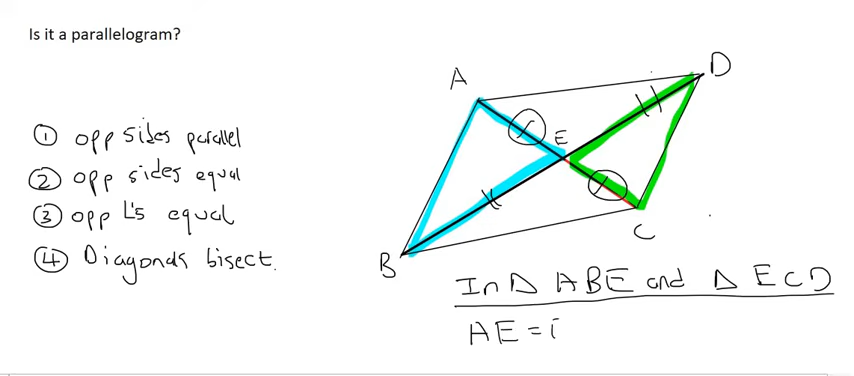 Is it a parallelogram?
① opp sides parallel
② opp sides equal
③ opp L's equal
④ Diagonals bisect.
A
D
E
B
C
In △ ABE and △ ECD
AE = i